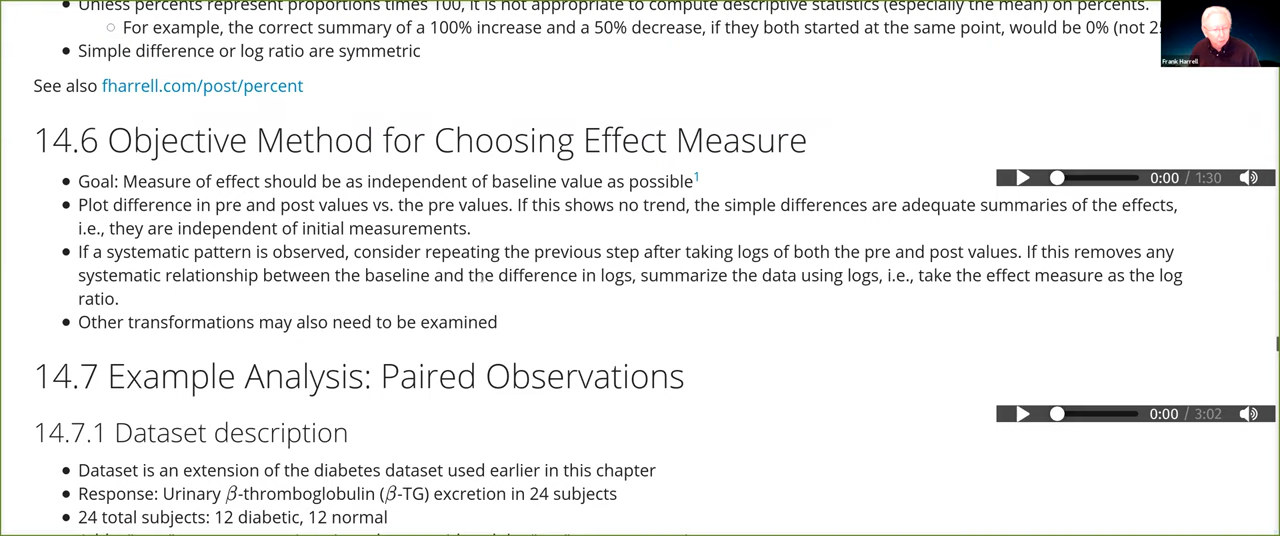 Unless percents represent proportions times 100, it is not appropriate to compute descriptive statistics (especially the mean) on percents.
For example, the correct summary of a 100% increase and a 50% decrease, if they both started at the same point, would be 0% (not 2
Simple difference or log ratio are symmetric
Frank Harrell
See also fharrell.com/post/percent
14.6 Objective Method for Choosing Effect Measure
Goal: Measure of effect should be as independent of baseline value as possible1
0:00 / 1:30
Plot difference in pre and post values vs. the pre values. If this shows no trend, the simple differences are adequate summaries of the effects,
i.e., they are independent of initial measurements.
If a systematic pattern is observed, consider repeating the previous step after taking logs of both the pre and post values. If this removes any
systematic relationship between the baseline and the difference in logs, summarize the data using logs, i.e., take the effect measure as the log
ratio.
Other transformations may also need to be examined
14.7 Example Analysis: Paired Observations
0:00 / 3:02
14.7.1 Dataset description
Dataset is an extension of the diabetes dataset used earlier in this chapter
Response: Urinary β-thromboglobulin (β-TG) excretion in 24 subjects
24 total subjects: 12 diabetic, 12 normal